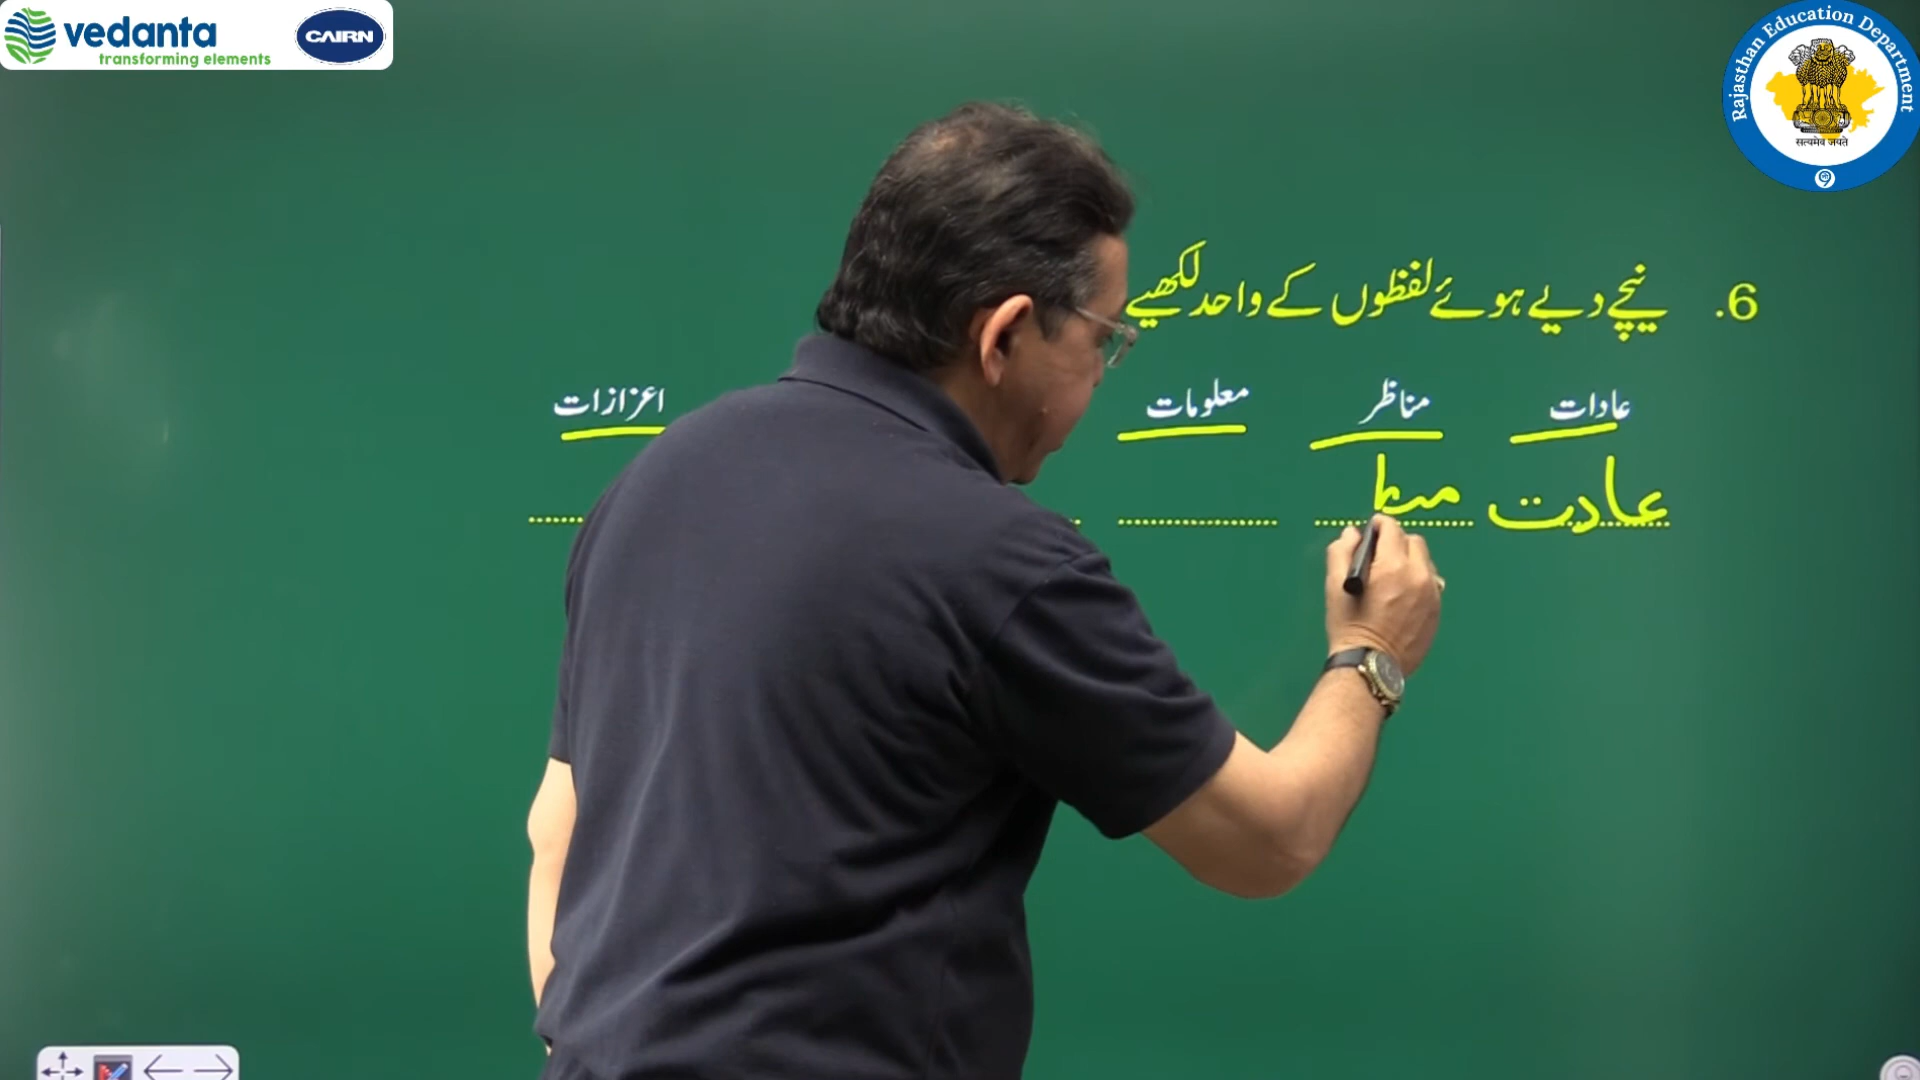 vedanta
transforming elements
CAIRN
Rajasthan Education Department
सत्यमेव जयते
6. نیچے دیے ہوئے لفظوں کے واحد لکھیے
عادات مناظر معلومات اعزازات
عادت